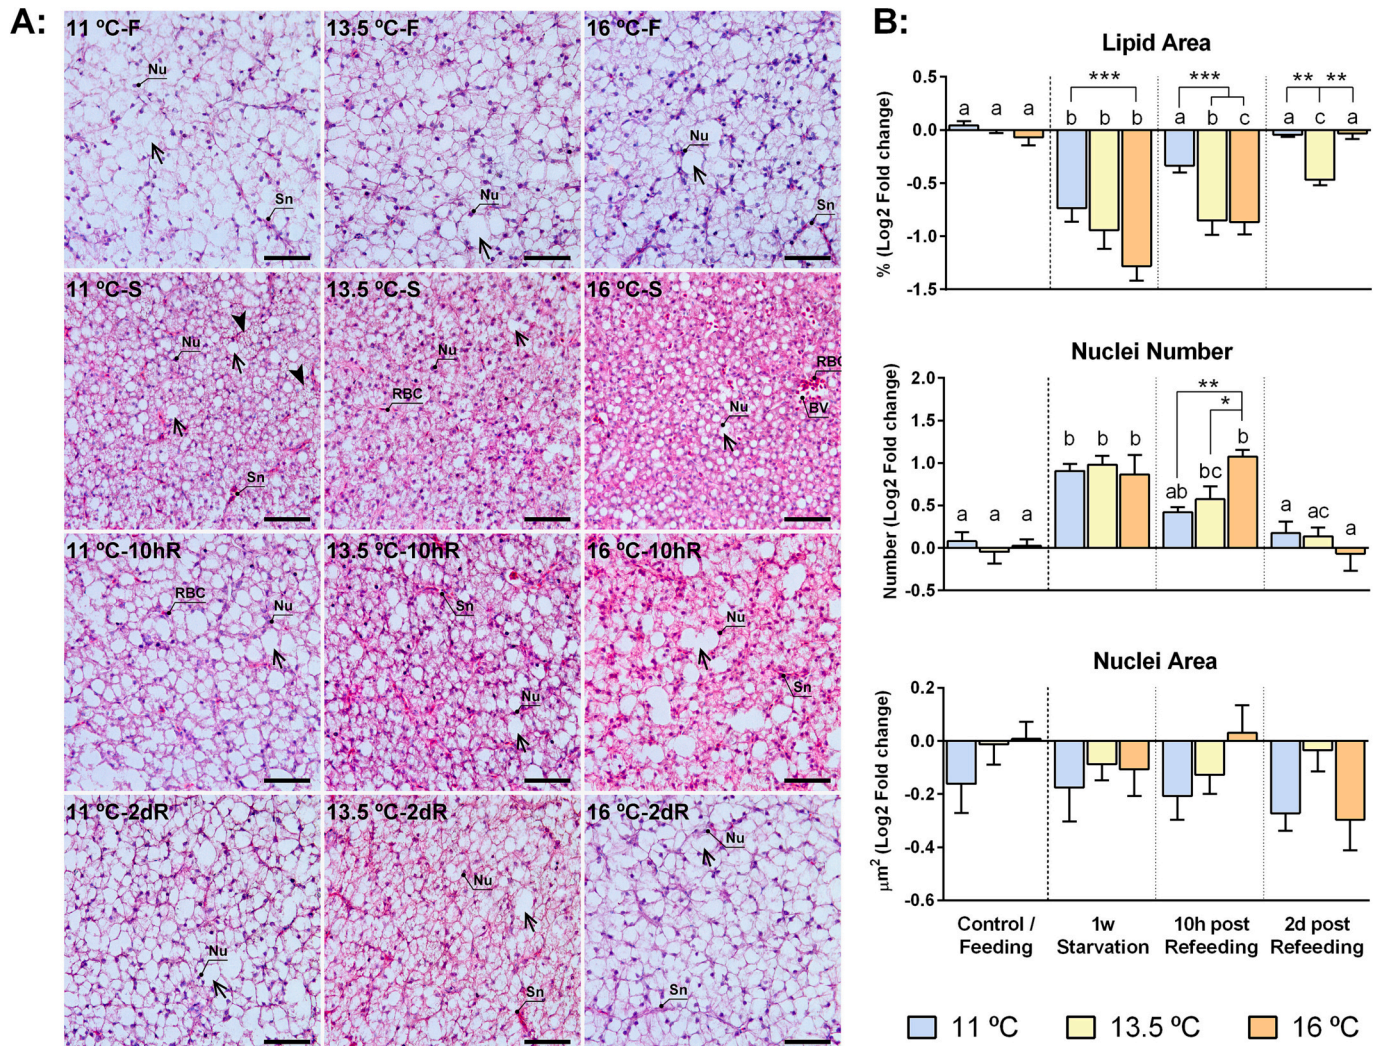 A:
11 ºC-F
13.5 ºC-F
16 ºC-F
Nu
Sn
Nu
Nu
Sn
11 ºC-S
13.5 ºC-S
16 ºC-S
Nu
Sn
Nu
RBC
RBC
BV
Nu
11 ºC-10hR
13.5 ºC-10hR
16 ºC-10hR
RBC
Nu
Sn
Nu
Nu
Sn
11 ºC-2dR
13.5 ºC-2dR
16 ºC-2dR
Nu
Nu
Sn
Nu
Sn
B:
Lipid Area
% (Log2 Fold change)
0.5
0.0
-0.5
-1.0
-1.5
a a a
*** b b b
*** a b c
** ** a c a
Nuclei Number
Number (Log2 Fold change)
2.0
1.5
1.0
0.5
0.0
-0.5
a a a
b b b
** * ab bc b
a ac a
Nuclei Area
µm2 (Log2 Fold change)
0.2
0.0
-0.2
-0.4
-0.6
Control /
Feeding
1w
Starvation
10h post
Refeeding
2d post
Refeeding
11 ºC
13.5 ºC
16 ºC